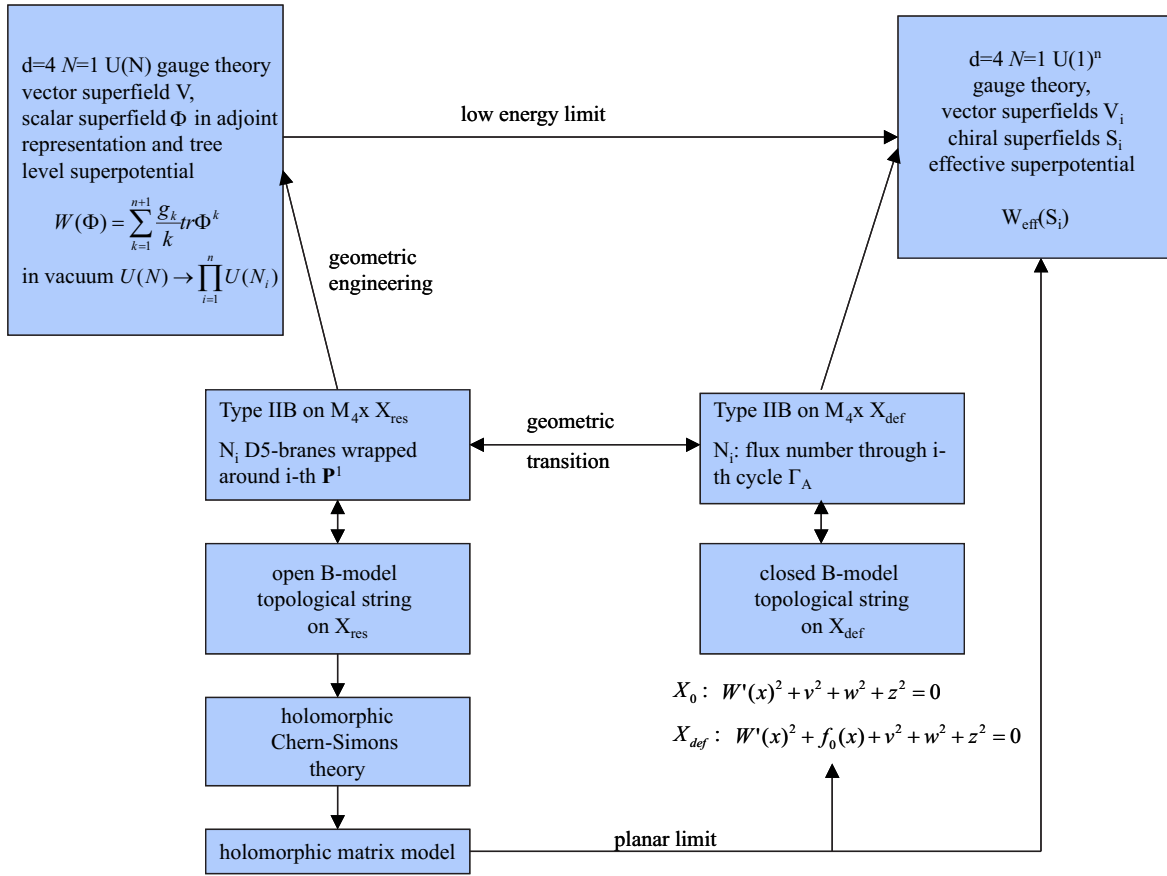 d=4 N=1 U(N) gauge theory
vector superfield V,
scalar superfield Φ in adjoint
representation and tree
level superpotential
W(Φ) = ∑_{k=1}^{n+1} g_k/k trΦ^k
in vacuum U(N) → ∏_{i=1}^{n} U(N_i)
low energy limit
d=4 N=1 U(1)^n
gauge theory,
vector superfields V_i
chiral superfields S_i
effective superpotential
W_eff(S_i)
geometric
engineering
Type IIB on M_4 x X_res
N_i D5-branes wrapped
around i-th P^1
geometric
transition
Type IIB on M_4 x X_def
N_i: flux number through i-
th cycle Γ_A
open B-model
topological string
on X_res
closed B-model
topological string
on X_def
X_0 : W'(x)^2 + v^2 + w^2 + z^2 = 0
X_def : W'(x)^2 + f_0(x) + v^2 + w^2 + z^2 = 0
holomorphic
Chern-Simons
theory
holomorphic matrix model
planar limit